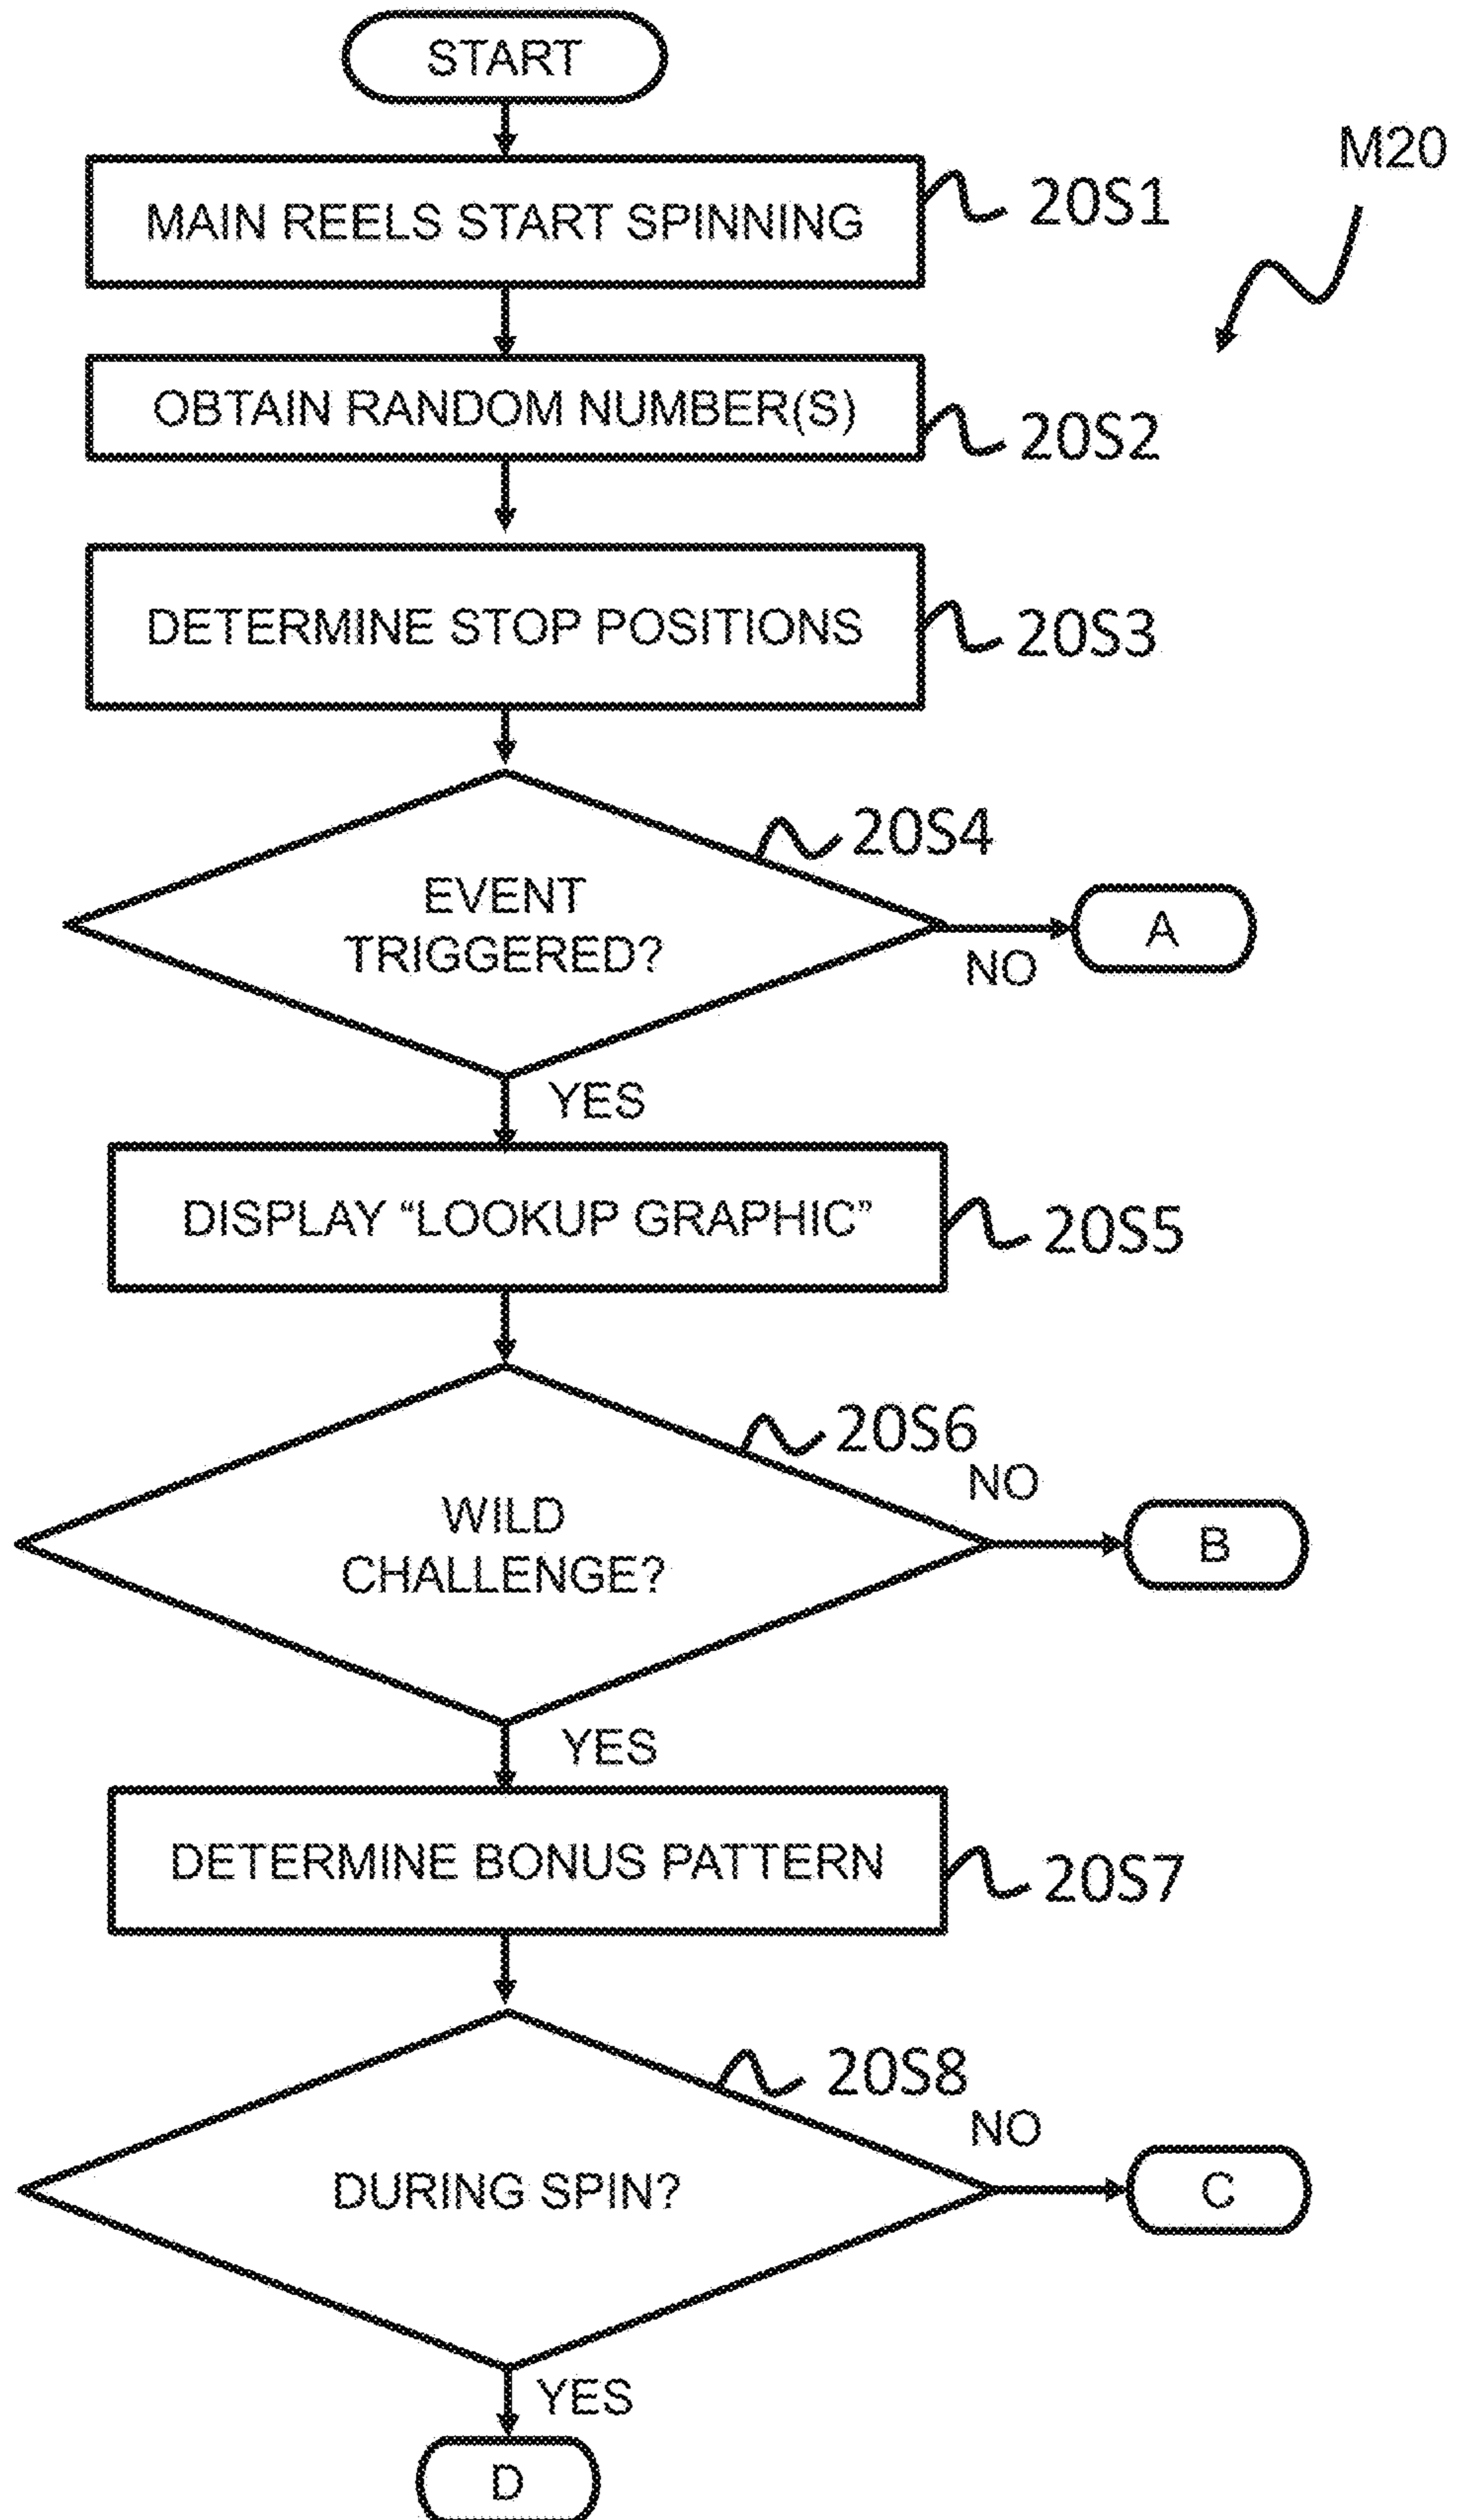 START
M20
MAIN REELS START SPINNING
20S1
OBTAIN RANDOM NUMBER(S)
20S2
DETERMINE STOP POSITIONS
20S3
20S4
EVENT
TRIGGERED?
A
NO
YES
DISPLAY “LOOKUP GRAPHIC”
20S5
20S6
NO
WILD
CHALLENGE?
B
YES
DETERMINE BONUS PATTERN
20S7
20S8
NO
DURING SPIN?
C
YES
D